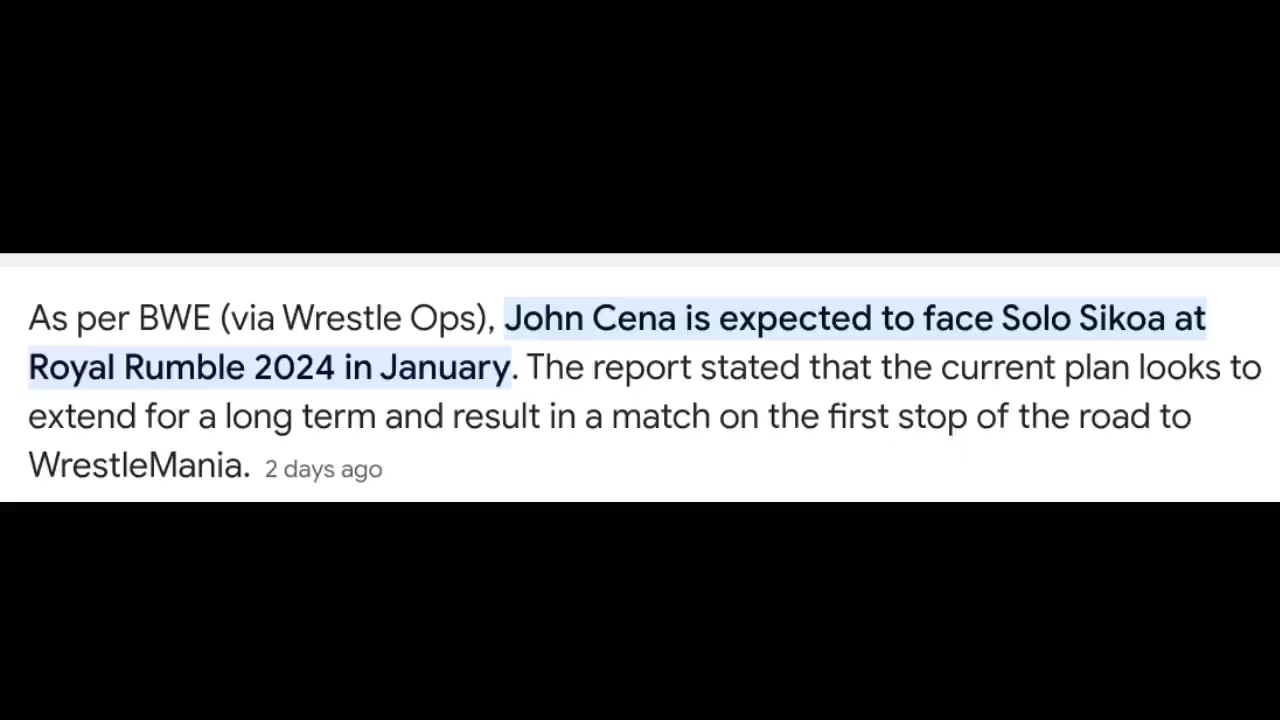 As per BWE (via Wrestle Ops), John Cena is expected to face Solo Sikoa at
Royal Rumble 2024 in January. The report stated that the current plan looks to
extend for a long term and result in a match on the first stop of the road to
WrestleMania. 2 days ago